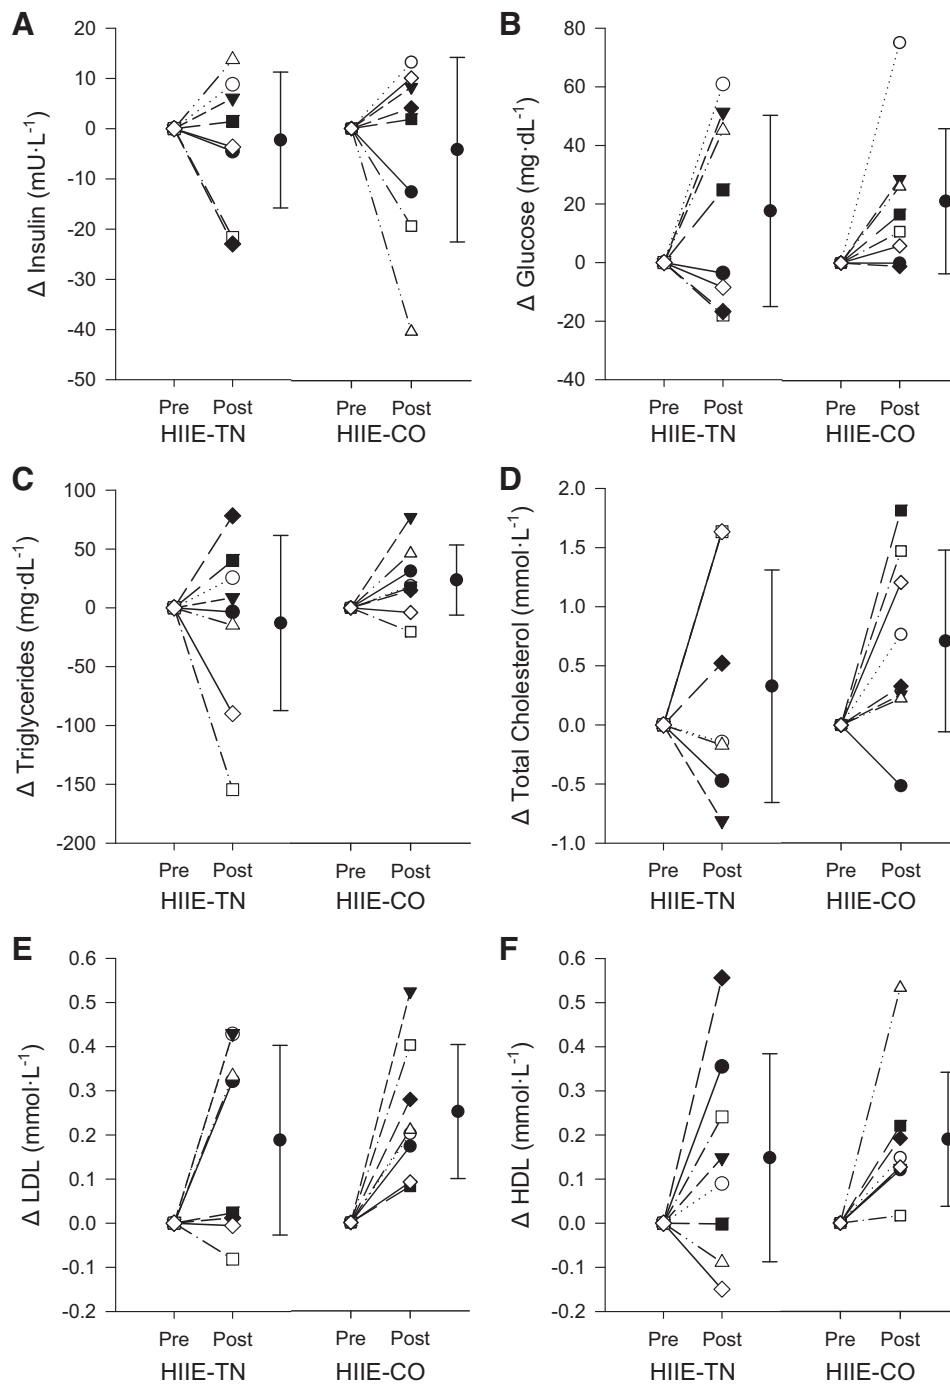 A
20
10
0
-10
-20
-30
-40
-50
Δ Insulin (mU·L⁻¹)
Pre Post Pre Post
HIIE-TN HIIE-CO
B
80
60
40
20
0
-20
-40
Δ Glucose (mg·dL⁻¹)
Pre Post Pre Post
HIIE-TN HIIE-CO
C
100
50
0
-50
-100
-150
-200
Δ Triglycerides (mg·dL⁻¹)
Pre Post Pre Post
HIIE-TN HIIE-CO
D
2.0
1.5
1.0
0.5
0.0
-0.5
-1.0
Δ Total Cholesterol (mmol·L⁻¹)
Pre Post Pre Post
HIIE-TN HIIE-CO
E
0.6
0.5
0.4
0.3
0.2
0.1
0.0
-0.1
-0.2
Δ LDL (mmol·L⁻¹)
Pre Post Pre Post
HIIE-TN HIIE-CO
F
0.6
0.5
0.4
0.3
0.2
0.1
0.0
-0.1
-0.2
Δ HDL (mmol·L⁻¹)
Pre Post Pre Post
HIIE-TN HIIE-CO